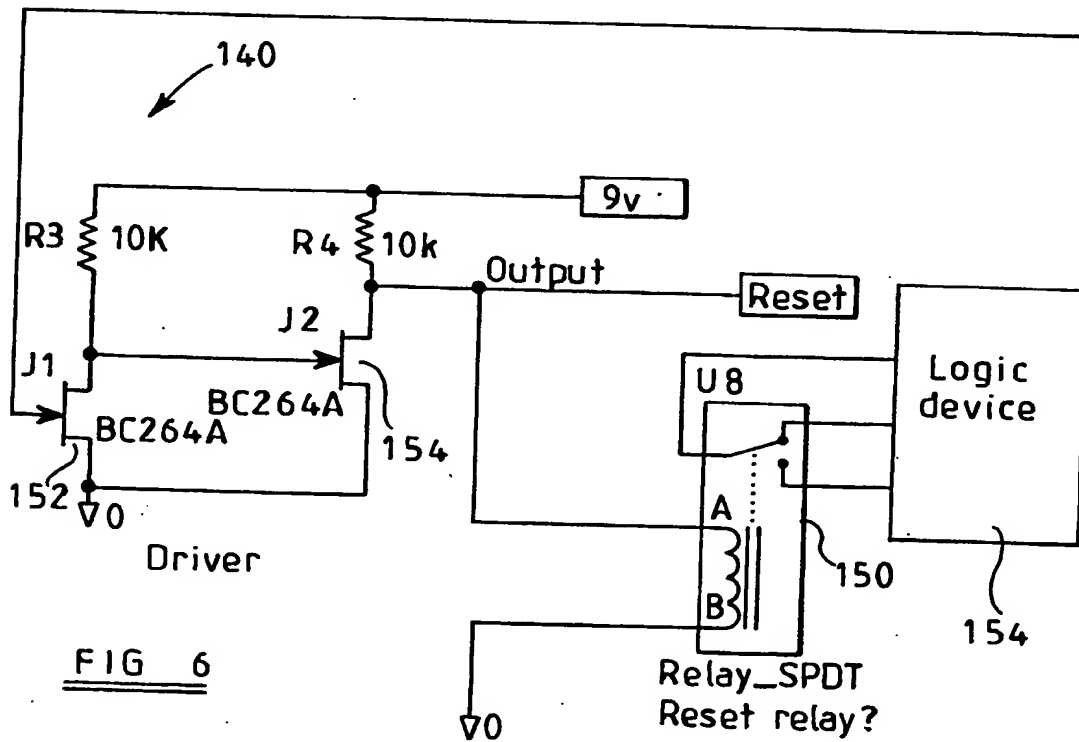 140
9v
R3
10K
R4
10k
Output
Reset
J2
J1
U8
Logic
device
BC264A
BC264A
154
152
0
A
150
Driver
B
154
FIG 6
Relay_SPDT
Reset relay?
0